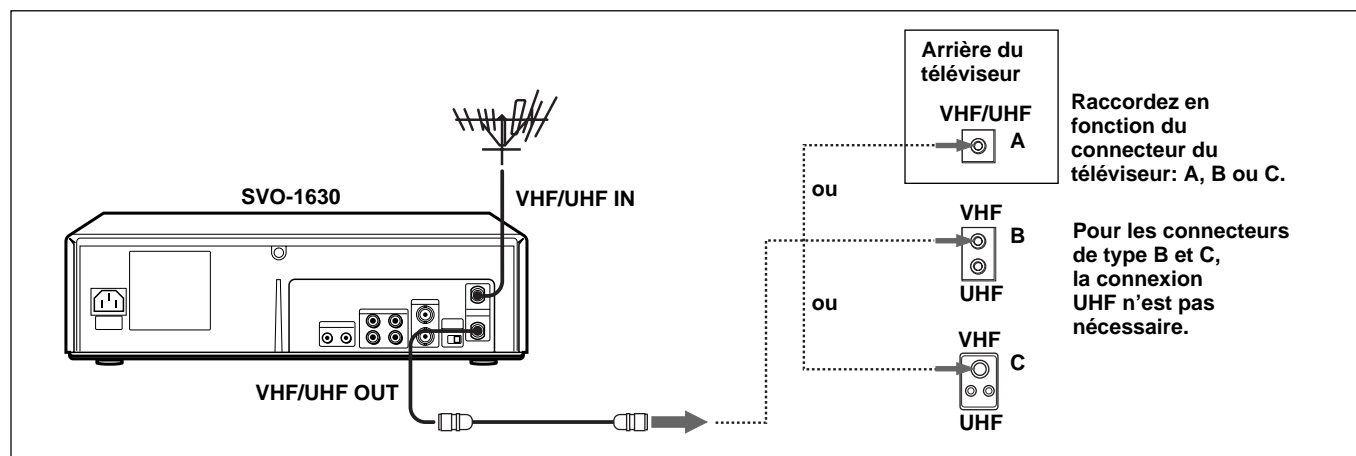 SVO-1630
VHF/UHF IN
VHF/UHF OUT
ou
ou
Arrière du
téléviseur
VHF/UHF
A
VHF
B
UHF
VHF
C
UHF
Raccordez en
fonction du
connecteur du
téléviseur: A, B ou C.
Pour les connecteurs
de type B et C,
la connexion
UHF n’est pas
nécessaire.